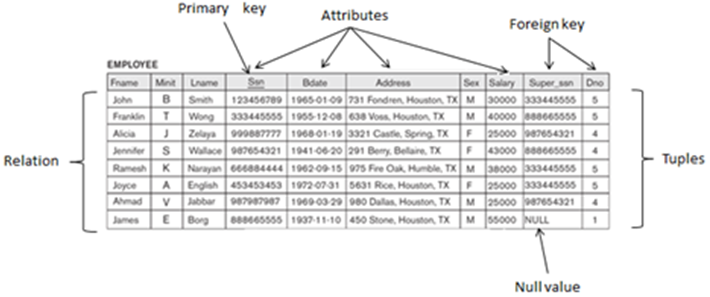 Primary key
Attributes
Foreign key
EMPLOYEE
Fname Minit Lname Ssn Bdate Address Sex Salary Super_ssn Dno
John B Smith 123456789 1965-01-09 731 Fondren, Houston, TX M 30000 333445555 5
Franklin T Wong 333445555 1955-12-08 638 Voss, Houston, TX M 40000 888665555 5
Alicia J Zelaya 999887777 1968-01-19 3321 Castle, Spring, TX F 25000 987654321 4
Jennifer S Wallace 987654321 1941-06-20 291 Berry, Bellaire, TX F 43000 888665555 4
Ramesh K Narayan 666884444 1962-09-15 975 Fire Oak, Humble, TX M 38000 333445555 5
Joyce A English 453453453 1972-07-31 5631 Rice, Houston, TX F 25000 333445555 5
Ahmad V Jabbar 987987987 1969-03-29 980 Dallas, Houston, TX M 25000 987654321 4
James E Borg 888665555 1937-11-10 450 Stone, Houston, TX M 55000 NULL 1
Relation
Tuples
Null value